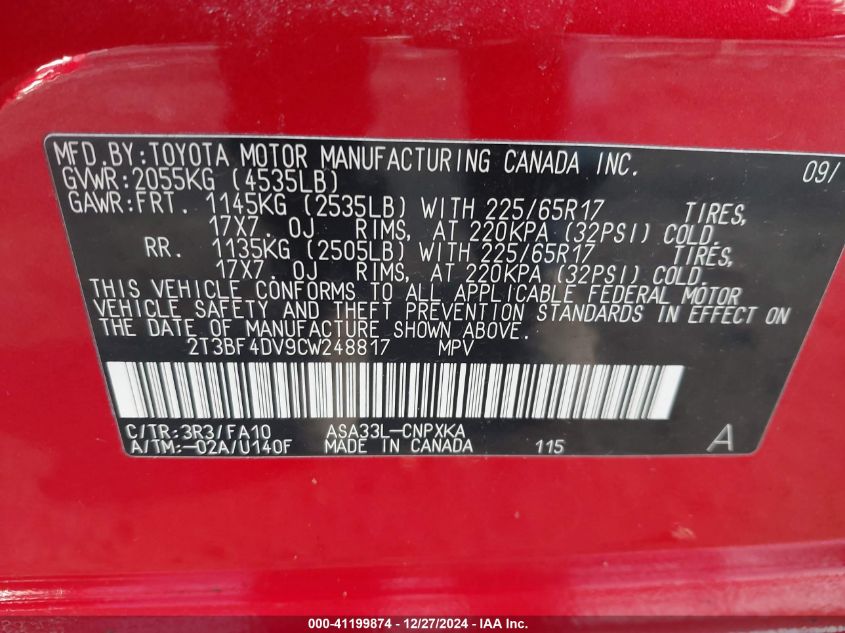 MFD.BY:TOYOTA MOTOR MANUFACTURING CANADA INC. 09/
GVWR:2055KG (4535LB)
GAWR:FRT. 1145KG (2535LB) WITH 225/65R17 TIRES,
17X7.0J RIMS, AT 220KPA (32PSI) COLD.
RR. 1135KG (2505LB) WITH 225/65R17 TIRES,
17X7.0J RIMS, AT 220KPA (32PSI) COLD.
THIS VEHICLE CONFORMS TO ALL APPLICABLE FEDERAL MOTOR
VEHICLE SAFETY AND THEFT PREVENTION STANDARDS IN EFFECT ON
THE DATE OF MANUFACTURE SHOWN ABOVE.
2T3BF4DV9CW248817 MPV
C/TR:3R3/FA10 ASA33L-CNPXKA
A/TM:-02A/U140F MADE IN CANADA 115 A
000-41199874 - 12/27/2024 - IAA Inc.